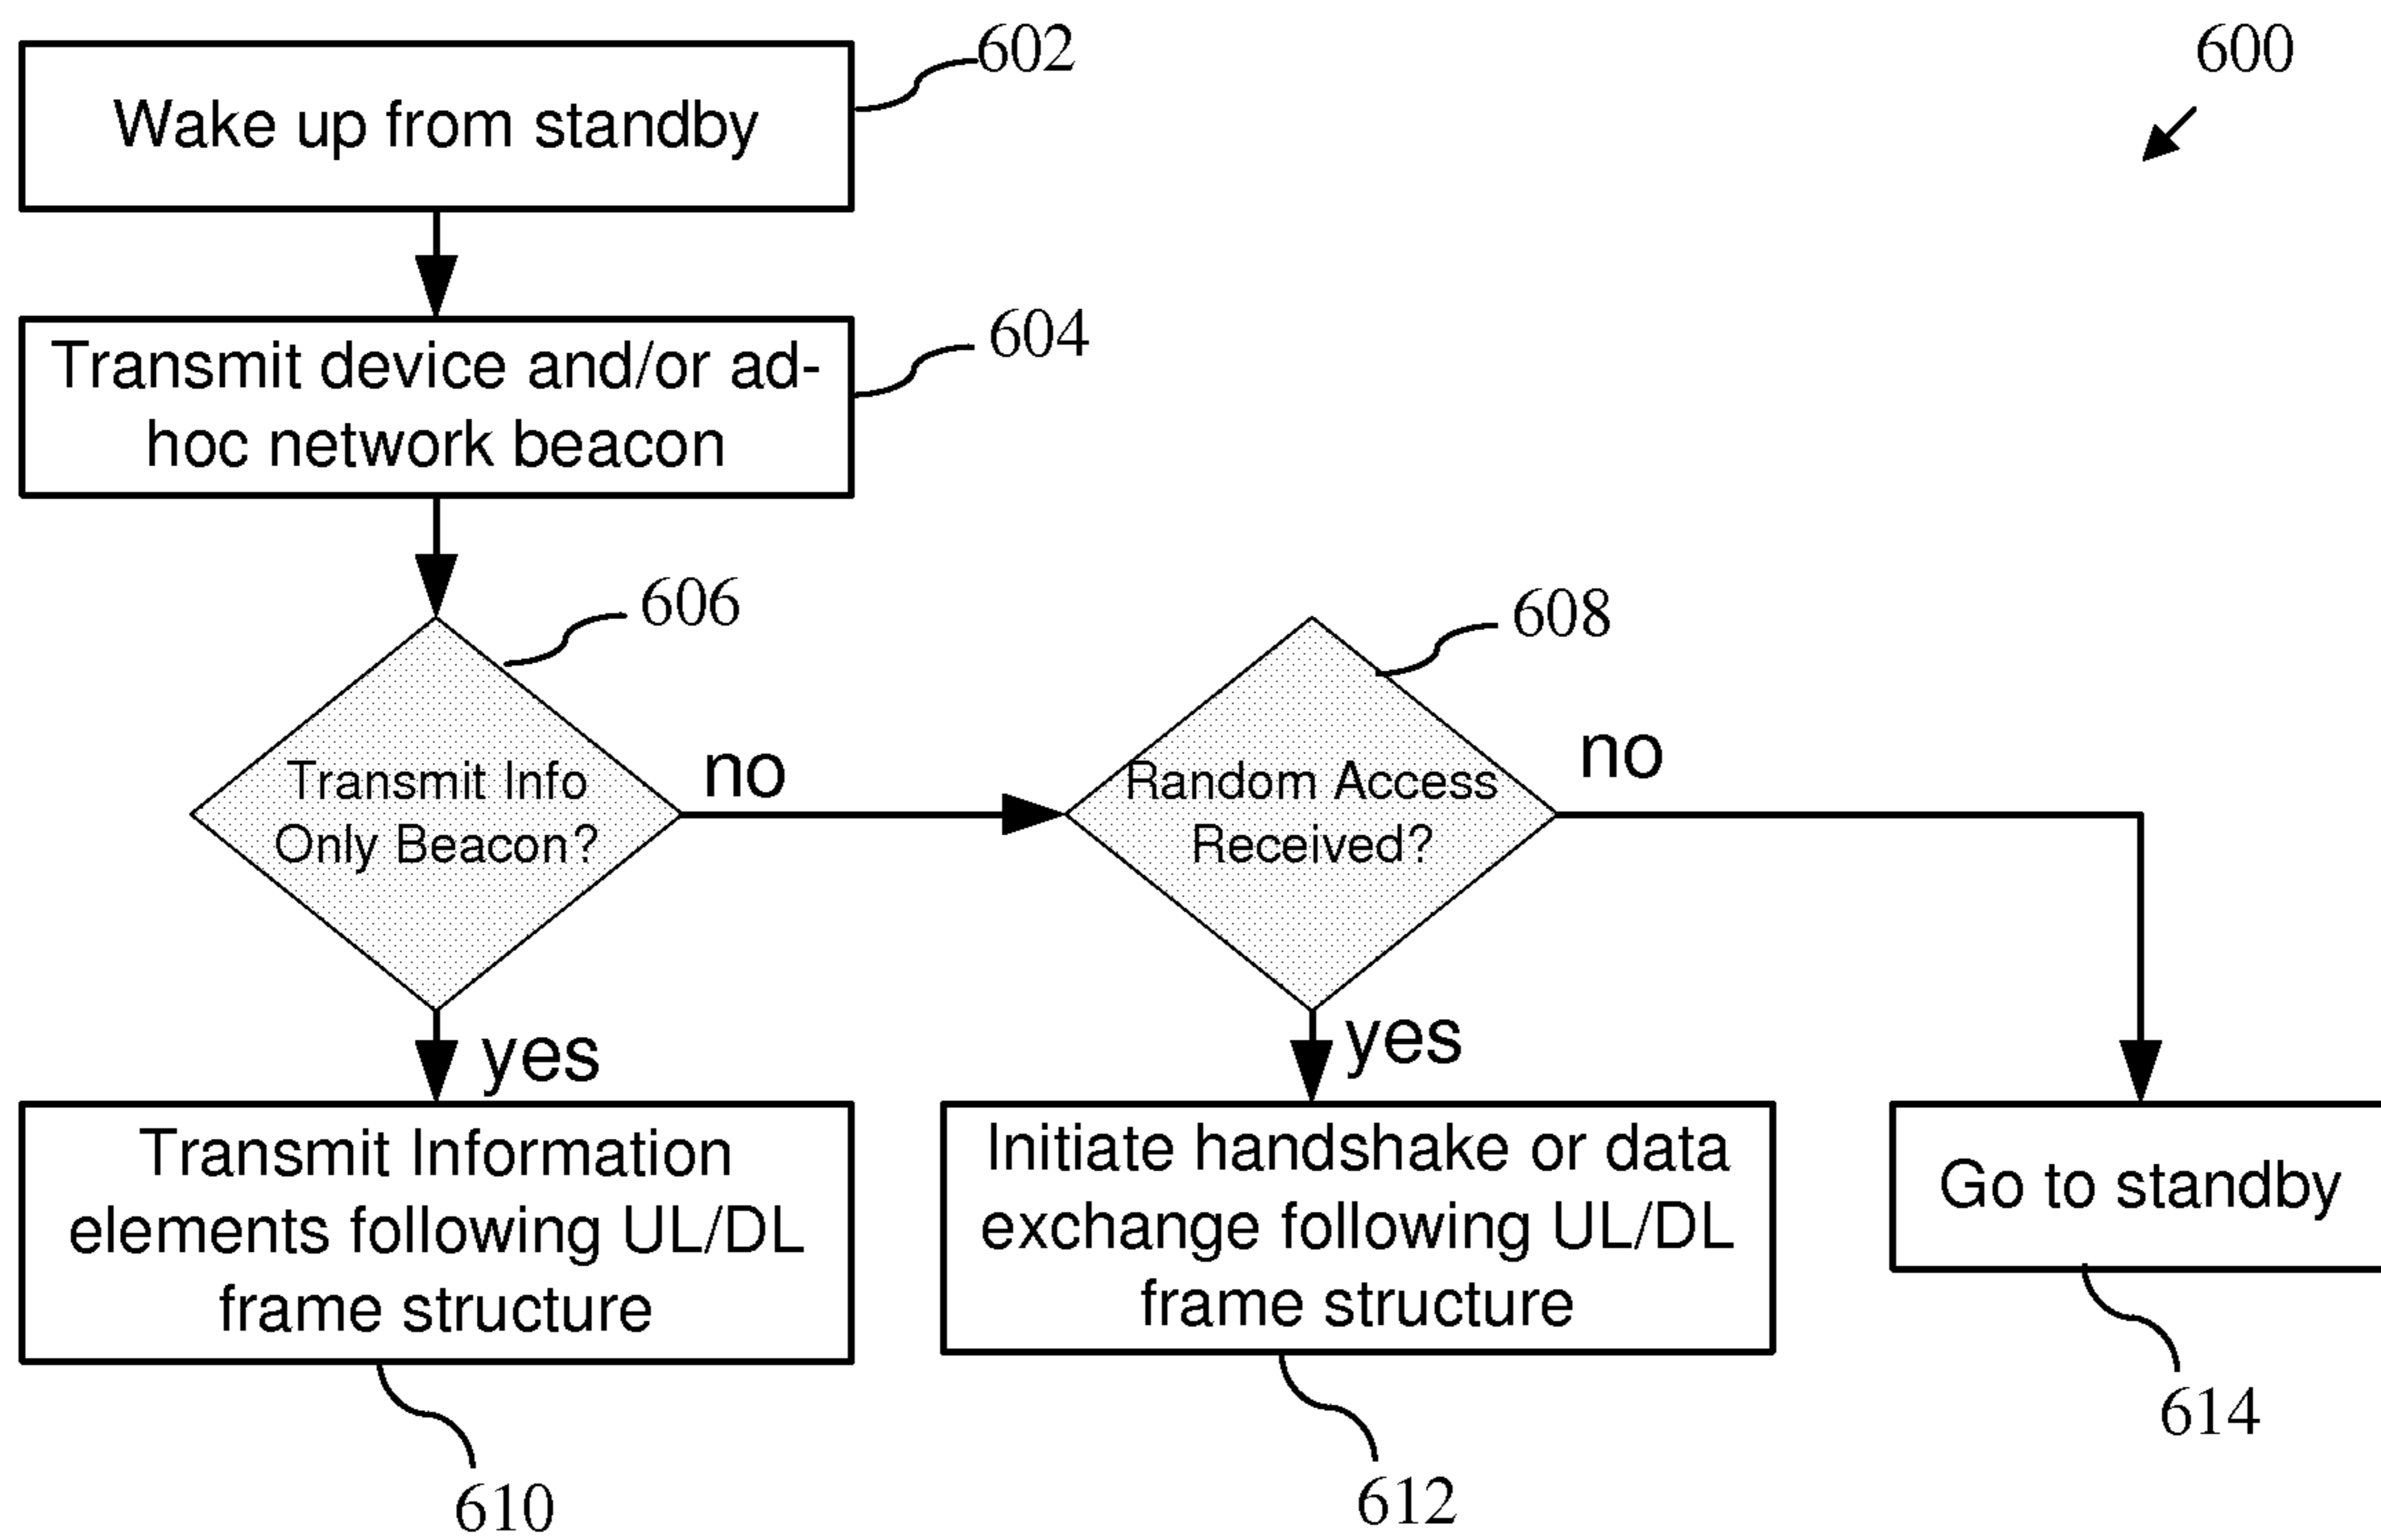 602
600
Wake up from standby
604
Transmit device and/or ad-
hoc network beacon
606
608
Transmit Info
Only Beacon?
no
Random Access
Received?
no
yes
yes
Transmit Information
elements following UL/DL
frame structure
Initiate handshake or data
exchange following UL/DL
frame structure
Go to standby
610
612
614